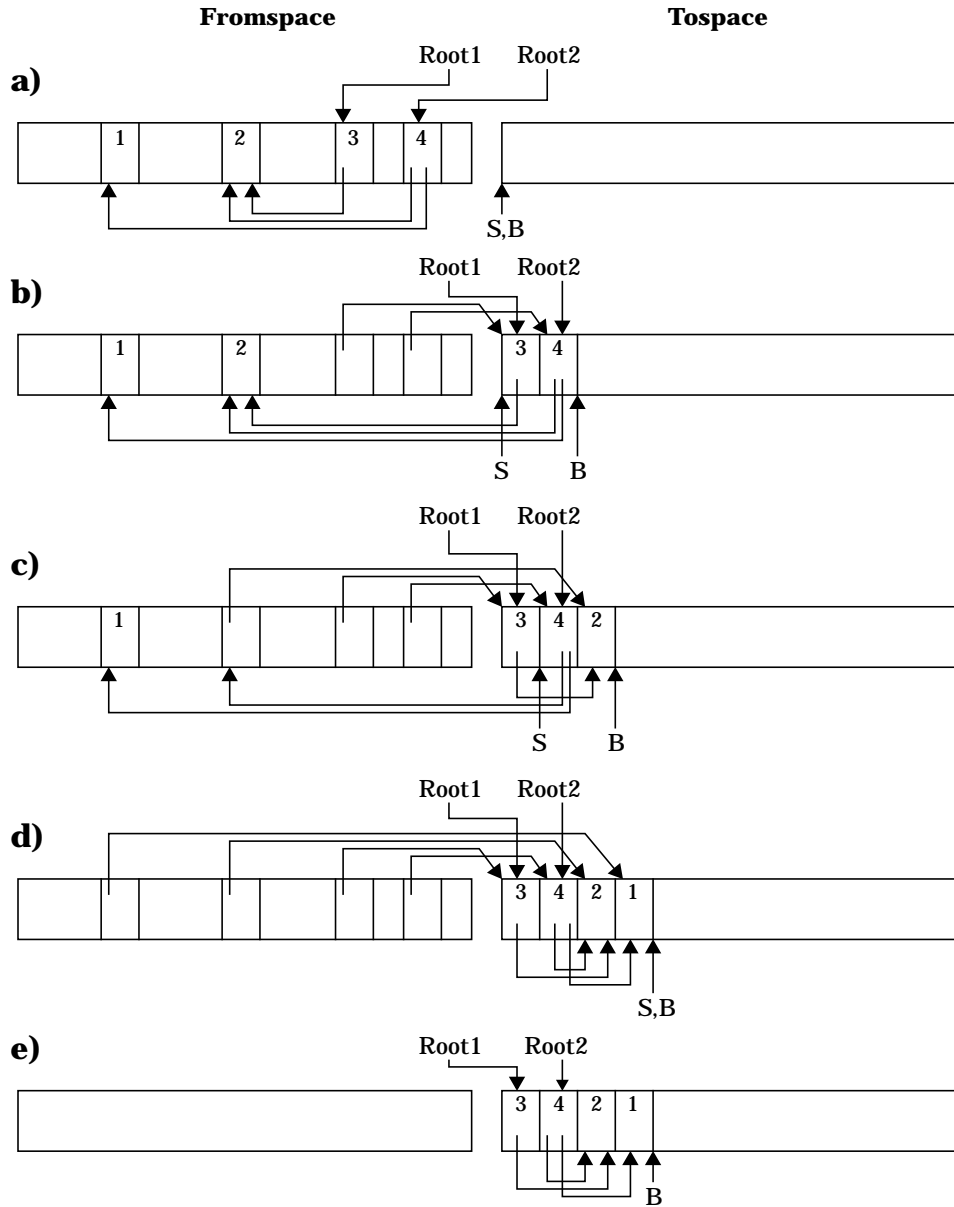 Fromspace Tospace
Root1 Root2
a)
1 2 3 4
S,B
Root1 Root2
b)
1 2 3 4
S B
Root1 Root2
c)
1 3 4 2
S B
Root1 Root2
d)
3 4 2 1
S,B
e)
Root1 Root2
3 4 2 1
B